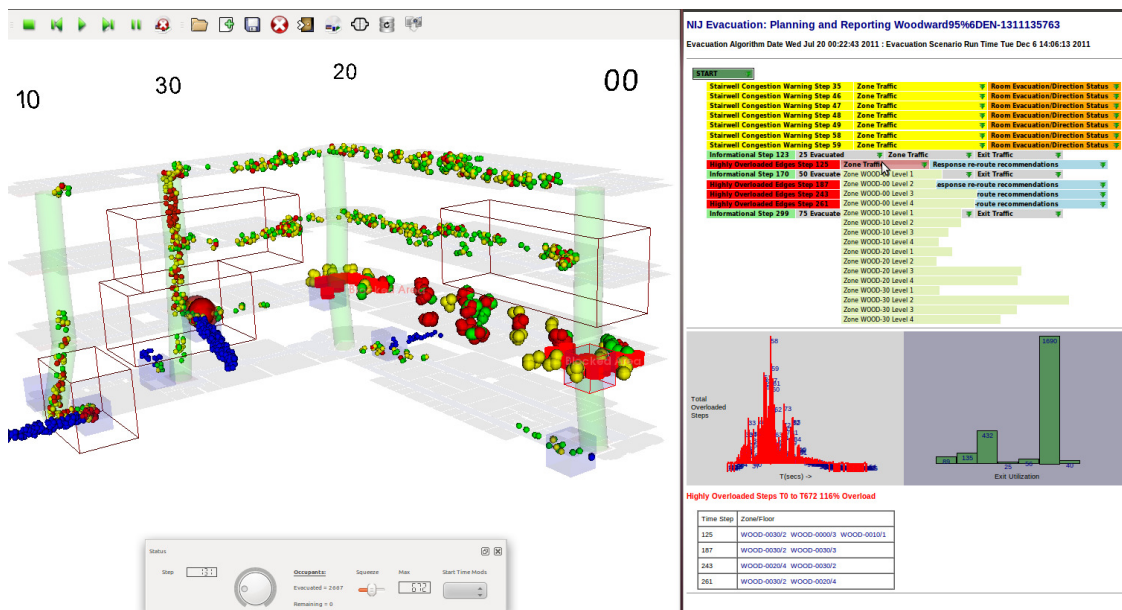 NIJ Evacuation: Planning and Reporting Woodward95%6DEN-1311135763
Evacuation Algorithm Date Wed Jul 20 00:22:43 2011 : Evacuation Scenario Run Time Tue Dec 6 14:06:13 2011
10
30
20
00
START
Stairwell Congestion Warning Step 35 Zone Traffic Room Evacuation/Direction Status
Stairwell Congestion Warning Step 46 Zone Traffic Room Evacuation/Direction Status
Stairwell Congestion Warning Step 47 Zone Traffic Room Evacuation/Direction Status
Stairwell Congestion Warning Step 48 Zone Traffic Room Evacuation/Direction Status
Stairwell Congestion Warning Step 49 Zone Traffic Room Evacuation/Direction Status
Stairwell Congestion Warning Step 58 Zone Traffic Room Evacuation/Direction Status
Stairwell Congestion Warning Step 59 Zone Traffic Room Evacuation/Direction Status
Informational Step 123 25 Evacuated Zone Traffic Exit Traffic
Highly Overloaded Edges Step 125 Zone Traffic Response re-route recommendations
Informational Step 170 50 Evacuate Zone WOOD-00 Level 1 Exit Traffic
Highly Overloaded Edges Step 187 Zone WOOD-00 Level 2 esponse re-route recommendations
Highly Overloaded Edges Step 243 Zone WOOD-00 Level 3 route recommendations
Highly Overloaded Edges Step 261 Zone WOOD-00 Level 4 -route recommendations
Informational Step 299 75 Evacuate Zone WOOD-10 Level 1 Exit Traffic
Zone WOOD-10 Level 2
Zone WOOD-10 Level 3
Zone WOOD-10 Level 4
Zone WOOD-20 Level 1
Zone WOOD-20 Level 2
Zone WOOD-20 Level 3
Zone WOOD-20 Level 4
Zone WOOD-30 Level 1
Zone WOOD-30 Level 2
Zone WOOD-30 Level 3
Zone WOOD-30 Level 4
Blocked Area
Total
Overloaded
Steps
58
59
62
73
T(secs) ->
135
432
25
1690
40
Exit Utilization
Highly Overloaded Steps T0 to T672 116% Overload
Time Step Zone/Floor
125 WOOD-0030/2 WOOD-0000/3 WOOD-0010/1
187 WOOD-0030/2 WOOD-0030/3
243 WOOD-0020/4 WOOD-0030/2
261 WOOD-0030/2 WOOD-0020/4
Status
Step 131 Occupants: Squeeze Max Start Time Mods
Evacuated = 2887 672
Remaining = 0